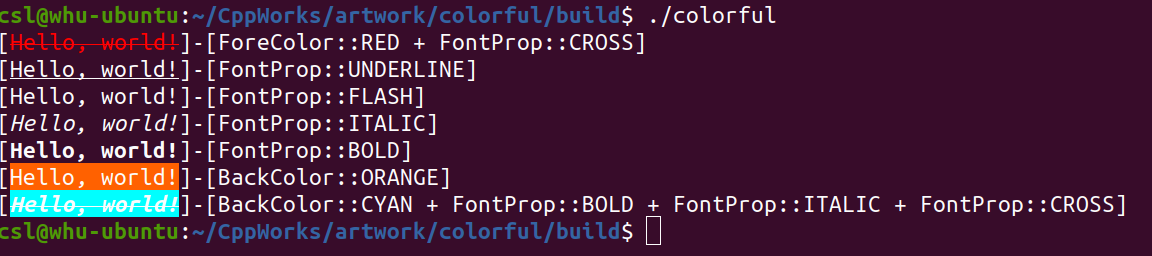 csl@whu-ubuntu:~/CppWorks/artwork/colorful/build$ ./colorful
[Hello, world!]-[ForeColor::RED + FontProp::CROSS]
[Hello, world!]-[FontProp::UNDERLINE]
[Hello, world!]-[FontProp::FLASH]
[Hello, world!]-[FontProp::ITALIC]
[Hello, world!]-[FontProp::BOLD]
[Hello, world!]-[BackColor::ORANGE]
[Hello, world!]-[BackColor::CYAN + FontProp::BOLD + FontProp::ITALIC + FontProp::CROSS]
csl@whu-ubuntu:~/CppWorks/artwork/colorful/build$